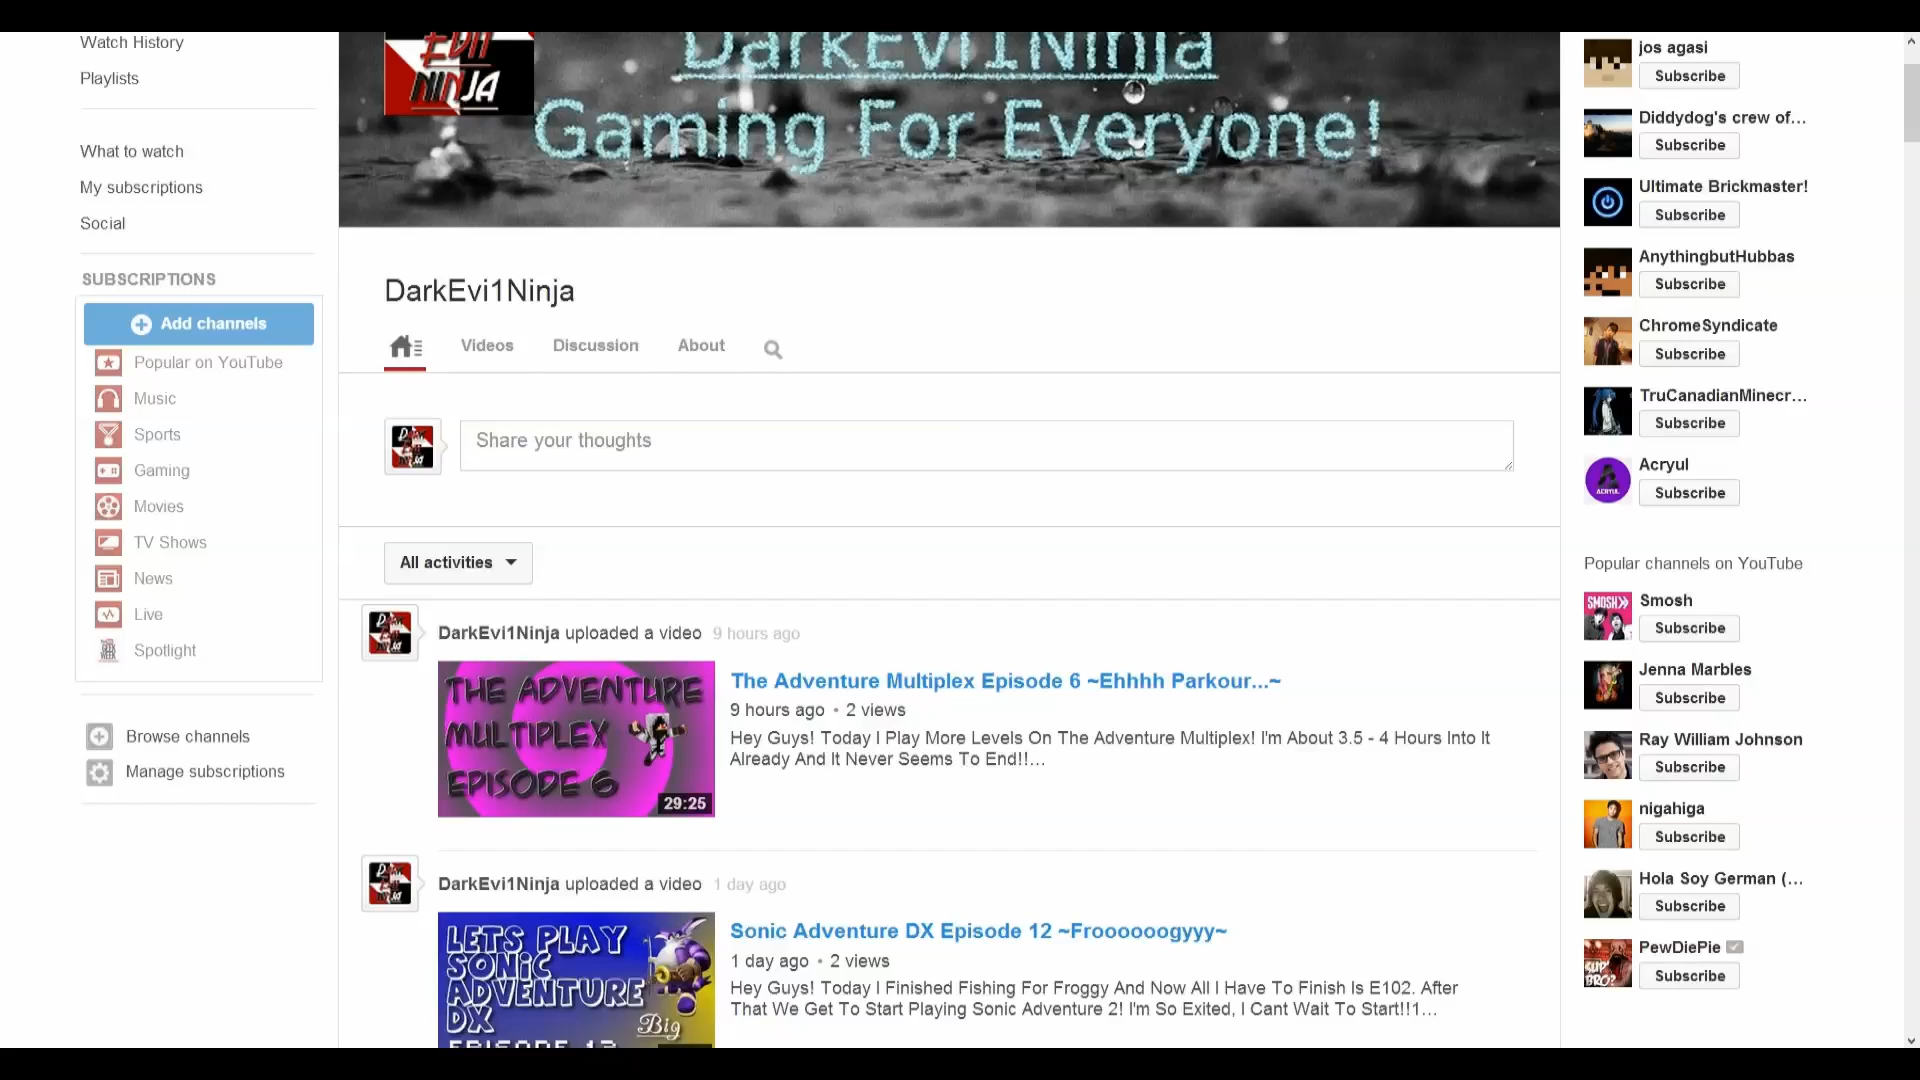 Watch History
Playlists
What to watch
My subscriptions
Social
SUBSCRIPTIONS
Add channels
Popular on YouTube
Music
Sports
Gaming
Movies
TV Shows
News
Live
Spotlight
Browse channels
Manage subscriptions
NINJA
DarkEvi1Ninja
Gaming For Everyone!
DarkEvi1Ninja
Videos
Discussion
About
Share your thoughts
All activities
DarkEvi1Ninja uploaded a video 9 hours ago
THE ADVENTURE
MULTIPLEX
EPISODE 6
29:25
The Adventure Multiplex Episode 6 ~Ehhhh Parkour...~
9 hours ago • 2 views
Hey Guys! Today I Play More Levels On The Adventure Multiplex! I'm About 3.5 - 4 Hours Into It
Already And It Never Seems To End!!...
DarkEvi1Ninja uploaded a video 1 day ago
LETS PLAY
SONIC
ADVENTURE
DX
Big
EPISODE 12
Sonic Adventure DX Episode 12 ~Froooooogyyy~
1 day ago • 2 views
Hey Guys! Today I Finished Fishing For Froggy And Now All I Have To Finish Is E102. After
That We Get To Start Playing Sonic Adventure 2! I'm So Exited, I Cant Wait To Start!!1...
jos agasi
Subscribe
Diddydog's crew of...
Subscribe
Ultimate Brickmaster!
Subscribe
AnythingbutHubbas
Subscribe
ChromeSyndicate
Subscribe
TruCanadianMinecr...
Subscribe
ACRYUL
Acryul
Subscribe
Popular channels on YouTube
SMOSH
Smosh
Subscribe
Jenna Marbles
Subscribe
Ray William Johnson
Subscribe
nigahiga
Subscribe
Hola Soy German (...
Subscribe
BRO?
PewDiePie
Subscribe